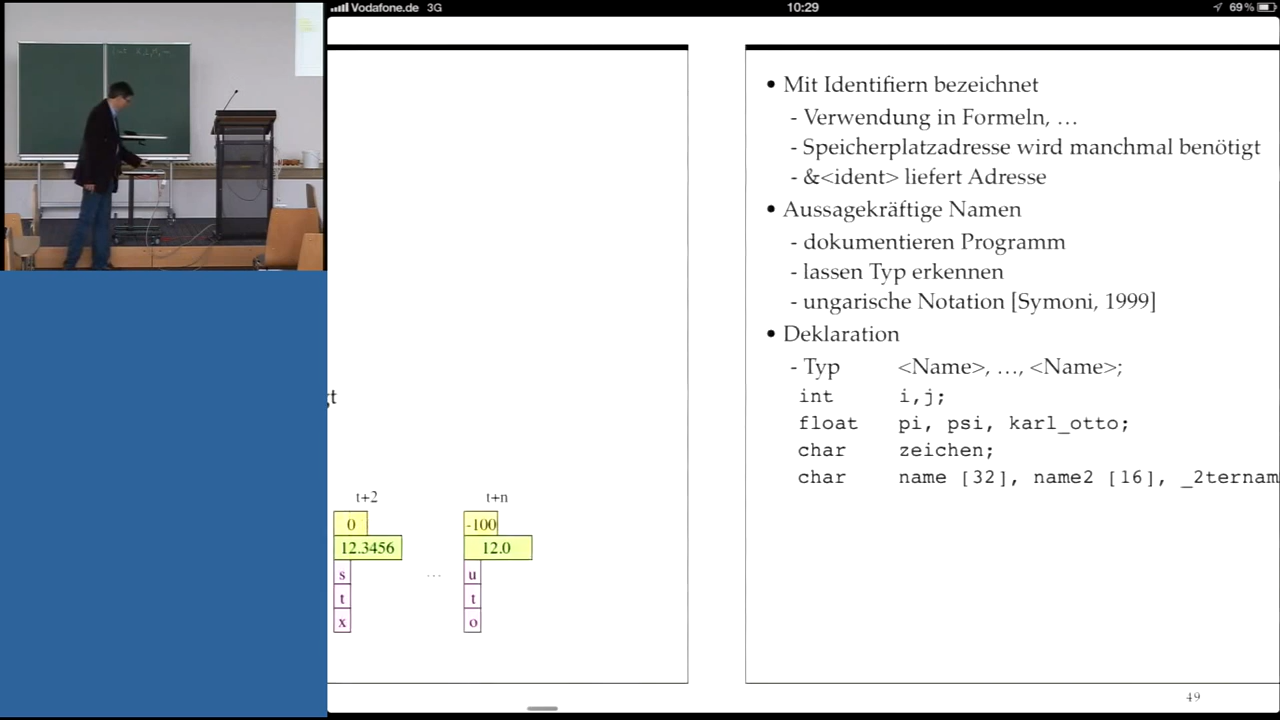 Vodafone.de 3G 10:29 69 %
• Mit Identifiern bezeichnet
- Verwendung in Formeln, …
- Speicherplatzadresse wird manchmal benötigt
- &<ident> liefert Adresse
• Aussagekräftige Namen
- dokumentieren Programm
- lassen Typ erkennen
- ungarische Notation [Symoni, 1999]
• Deklaration
- Typ <Name>, …, <Name>;
int i,j;
float pi, psi, karl_otto;
char zeichen;
char name [32], name2 [16], _2ternam
gt
t+2 t+n
0 -100
12.3456 12.0
s … u
t t
x o
49